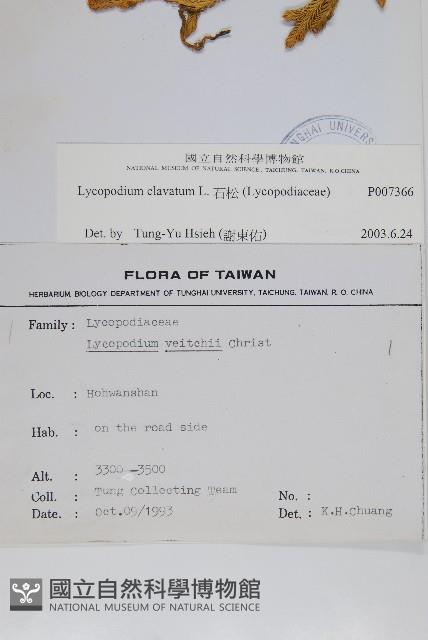 NGHAI UNIVERS
國立自然科學博物館
NATIONAL MUSEUM OF NATURAL SCIENCE, TAICHUNG, TAIWAN, R.O.CHINA
Lycopodium clavatum L. 石松 (Lycopodiaceae) P007366
Det. by Tung-Yu Hsieh (謝東佑) 2003.6.24
FLORA OF TAIWAN
HERBARIUM, BIOLOGY DEPARTMENT OF TUNGHAI UNIVERSITY, TAICHUNG, TAIWAN, R. O. CHINA
Family : Lycopodiaceae
Lycopodium veitchii Christ
Loc. : Hohwanshan
Hab. : on the road side
Alt. : 3300 -3500
Coll. : Tung Collecting Team No. :
Date. : Oct.09/1993 Det. : K.H.Chuang
國立自然科學博物館
NATIONAL MUSEUM OF NATURAL SCIENCE